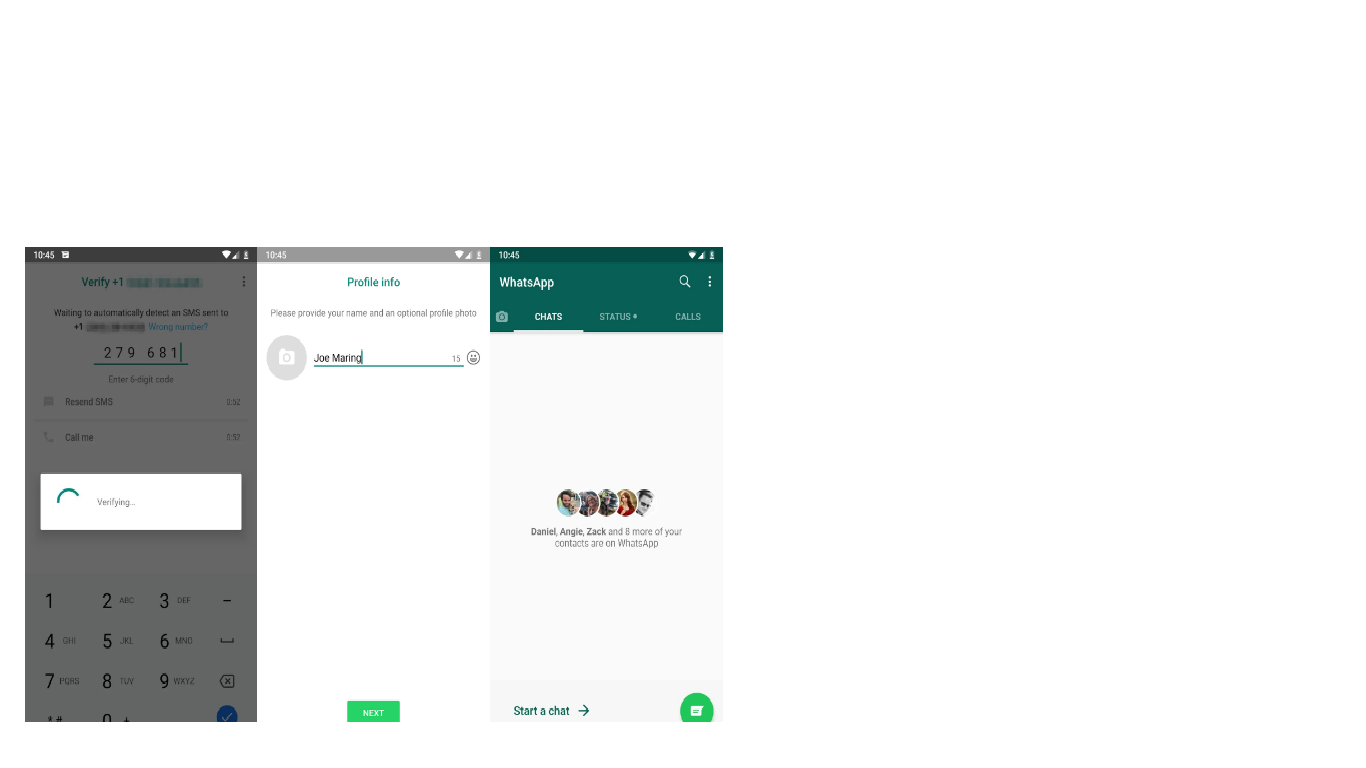 10:45
Verify +1
Waiting to automatically detect an SMS sent to
+1 Wrong number?
279 681
Enter 6-digit code
Resend SMS 0:52
Call me 0:52
Verifying...
1 2 ABC 3 DEF –
4 GHI 5 JKL 6 MNO
7 PQRS 8 TUV 9 WXYZ
* # 0 +
10:45
Profile info
Please provide your name and an optional profile photo
Joe Maring 15
NEXT
10:45
WhatsApp
CHATS STATUS CALLS
Daniel, Angie, Zack and 8 more of your
contacts are on WhatsApp
Start a chat